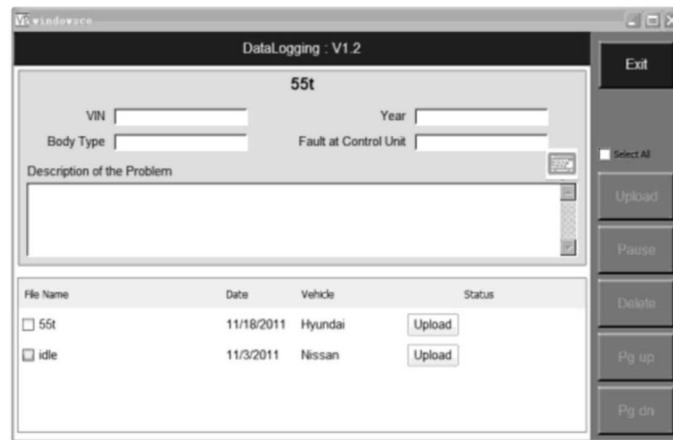 windowsce
DataLogging : V1.2
Exit
55t
VIN
Year
Body Type
Fault at Control Unit
Select All
Description of the Problem
Upload
Pause
Delete
Pg up
Pg dn
File Name Date Vehicle Status
55t 11/18/2011 Hyundai Upload
idle 11/3/2011 Nissan Upload